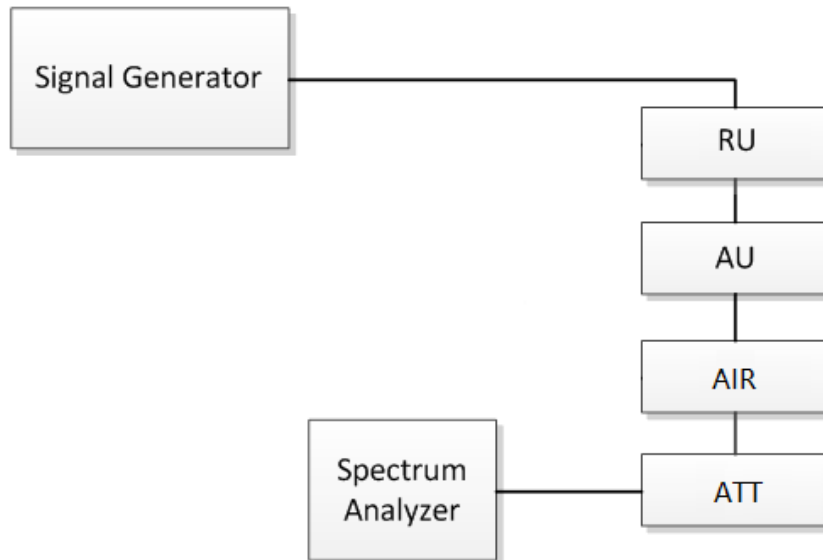 Signal Generator
RU
AU
AIR
Spectrum
Analyzer
ATT